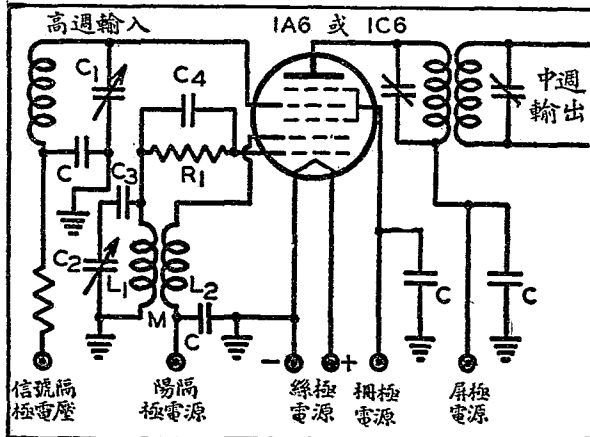 高週輸入
1A6 或 1C6
C1
C4
中週
輸出
C
C3
R1
C2
L1
L2
M
C
C
C
− +
信號隔
極電壓
陽隔
極電源
絲極
電源
柵極
電源
屏極
電源